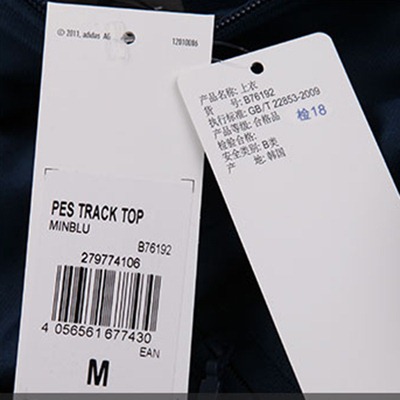 © 2011, adidas AG
12010086
PES TRACK TOP
MINBLU
B76192
279774106
4 056561 677430
EAN
M
产品名称: 上衣
货 号: B76192
执行标准: GB/T 22853-2009
产品等级: 合格品
检验合格:
检18
安全类别: B类
产 地: 韩国